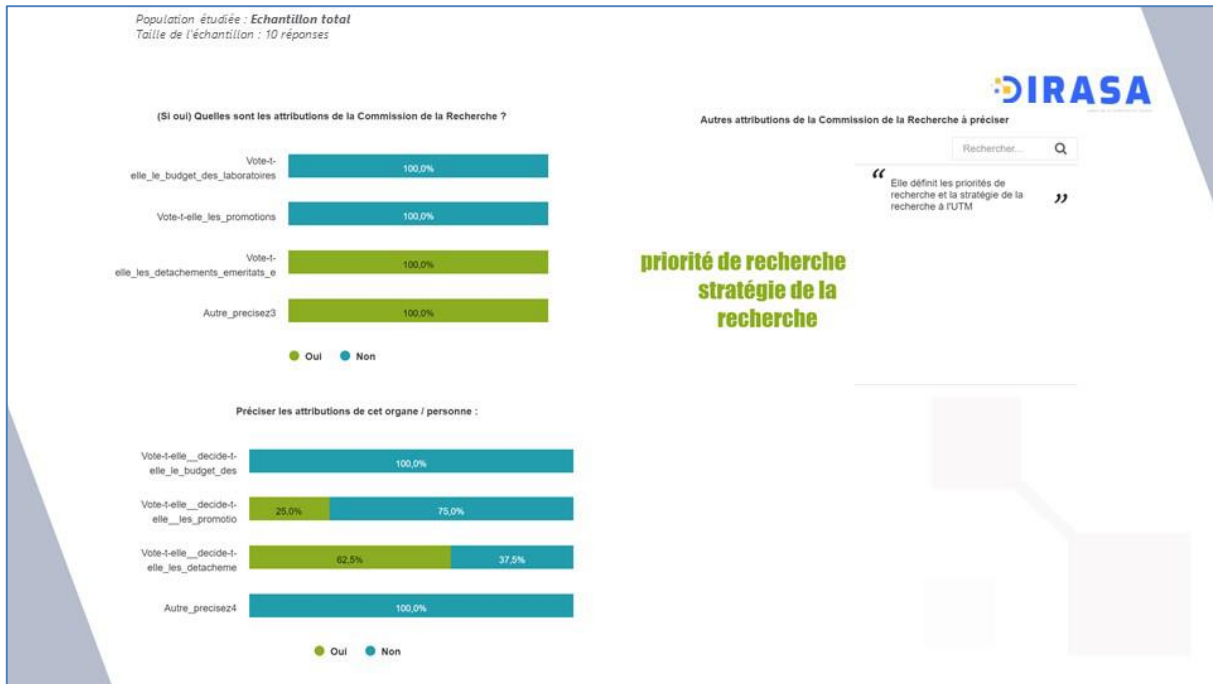 Population étudiée : Echantillon total
Taille de l'échantillon : 10 réponses
DIRASA
(Si oui) Quelles sont les attributions de la Commission de la Recherche ?
Vote-t-
elle_le_budget_des_laboratoires
100,0%
Vote-t-elle_les_promotions
100,0%
Vote-t-
elle_les_detachements_emeritats_e
100,0%
Autre_precisez3
100,0%
Oui Non
Autres attributions de la Commission de la Recherche à préciser
Rechercher...
“ Elle définit les priorités de
recherche et la stratégie de la
recherche à l'UTM ”
priorité de recherche
stratégie de la
recherche
Préciser les attributions de cet organe / personne :
Vote-t-elle__decide-t-
elle_le_budget_des
100,0%
Vote-t-elle__decide-t-
elle__les_promotio
25,0% 75,0%
Vote-t-elle__decide-t-
elle_les_detacheme
62,5% 37,5%
Autre_precisez4
100,0%
Oui Non